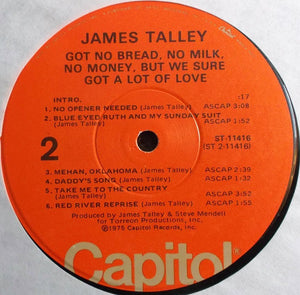 JAMES TALLEY
GOT NO BREAD, NO MILK,
NO MONEY, BUT WE SURE
GOT A LOT OF LOVE
INTRO. :17
1. NO OPENER NEEDED (James Talley) ASCAP 3:08
2. BLUE EYED RUTH AND MY SUNDAY SUIT
(James Talley) ASCAP 1:52
2
ST-11416
(ST 2-11416)
3. MEHAN, OKLAHOMA (James Talley) ASCAP 2:39
4. DADDY'S SONG (James Talley) ASCAP 1:32
5. TAKE ME TO THE COUNTRY
(James Talley) ASCAP 3:52
6. RED RIVER REPRISE (James Talley) ASCAP 1:55
Produced by James Talley & Steve Mendell
for Torreon Productions, Inc.
©1975 Capitol Records, Inc.
Capitol